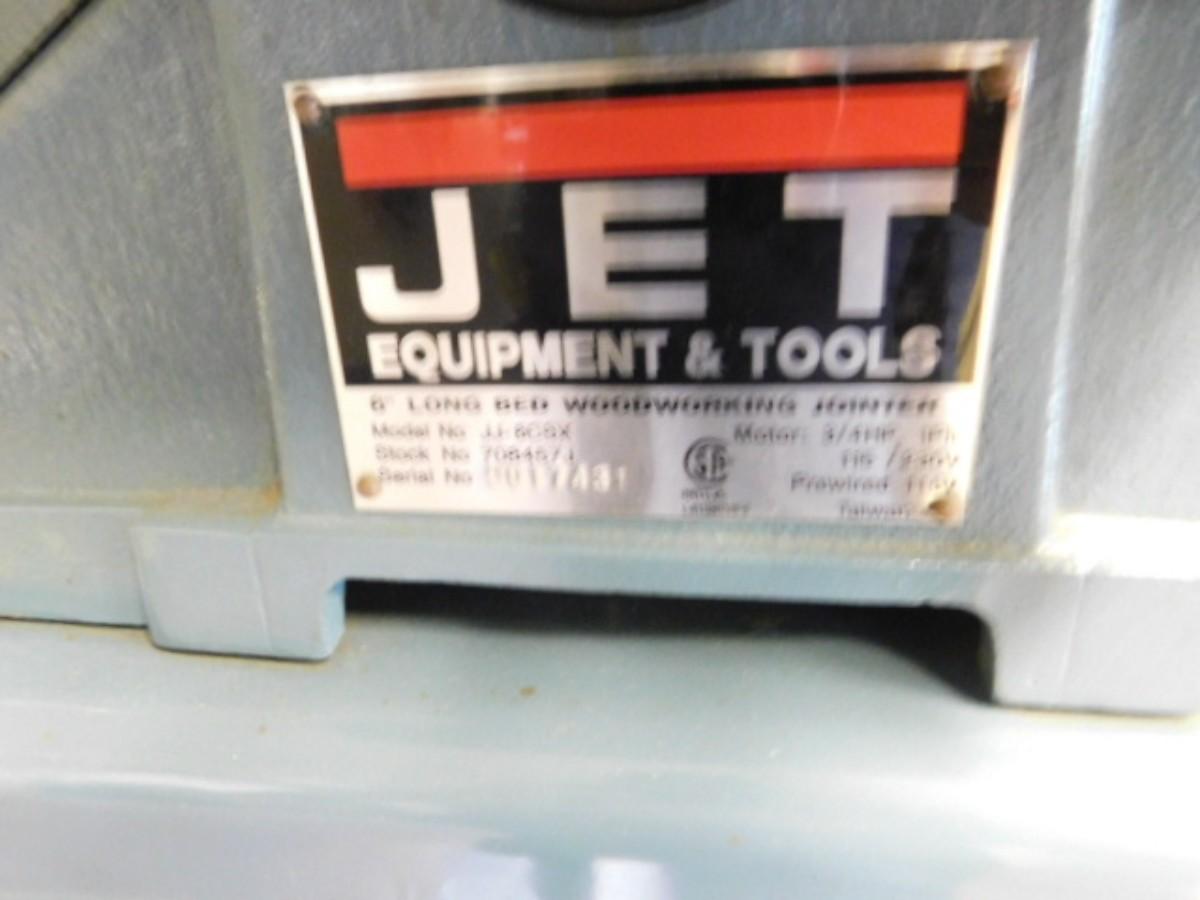 JET
EQUIPMENT & TOOLS
6" LONG BED WOODWORKING JOINTER
Model No. JJ-6CSX
Stock No. 708457J
Serial No.
Motor: 3/4HP, 1PH
115 /230V
Prewired 115V
Taiwan